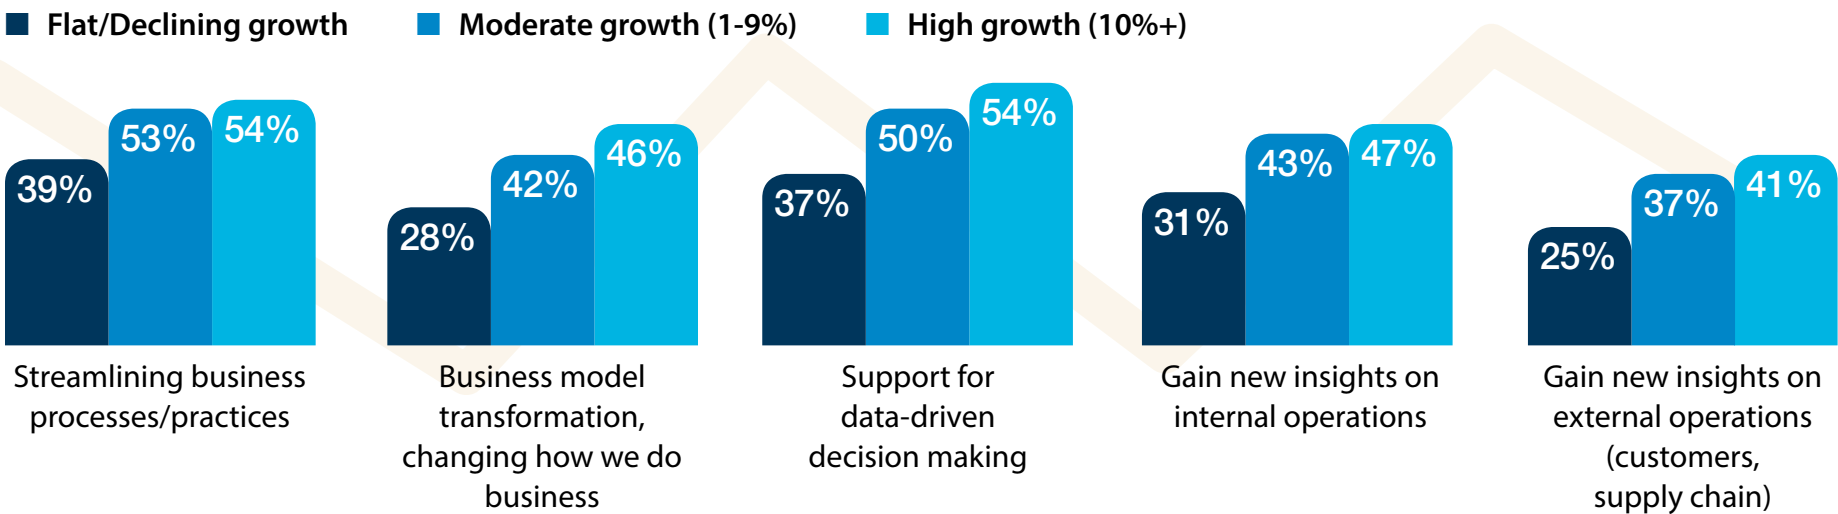 Flat/Declining growth
Moderate growth (1-9%)
High growth (10%+)
39%
53%
54%
Streamlining business
processes/practices
28%
42%
46%
Business model
transformation,
changing how we do
business
37%
50%
54%
Support for
data-driven
decision making
31%
43%
47%
Gain new insights on
internal operations
25%
37%
41%
Gain new insights on
external operations
(customers,
supply chain)